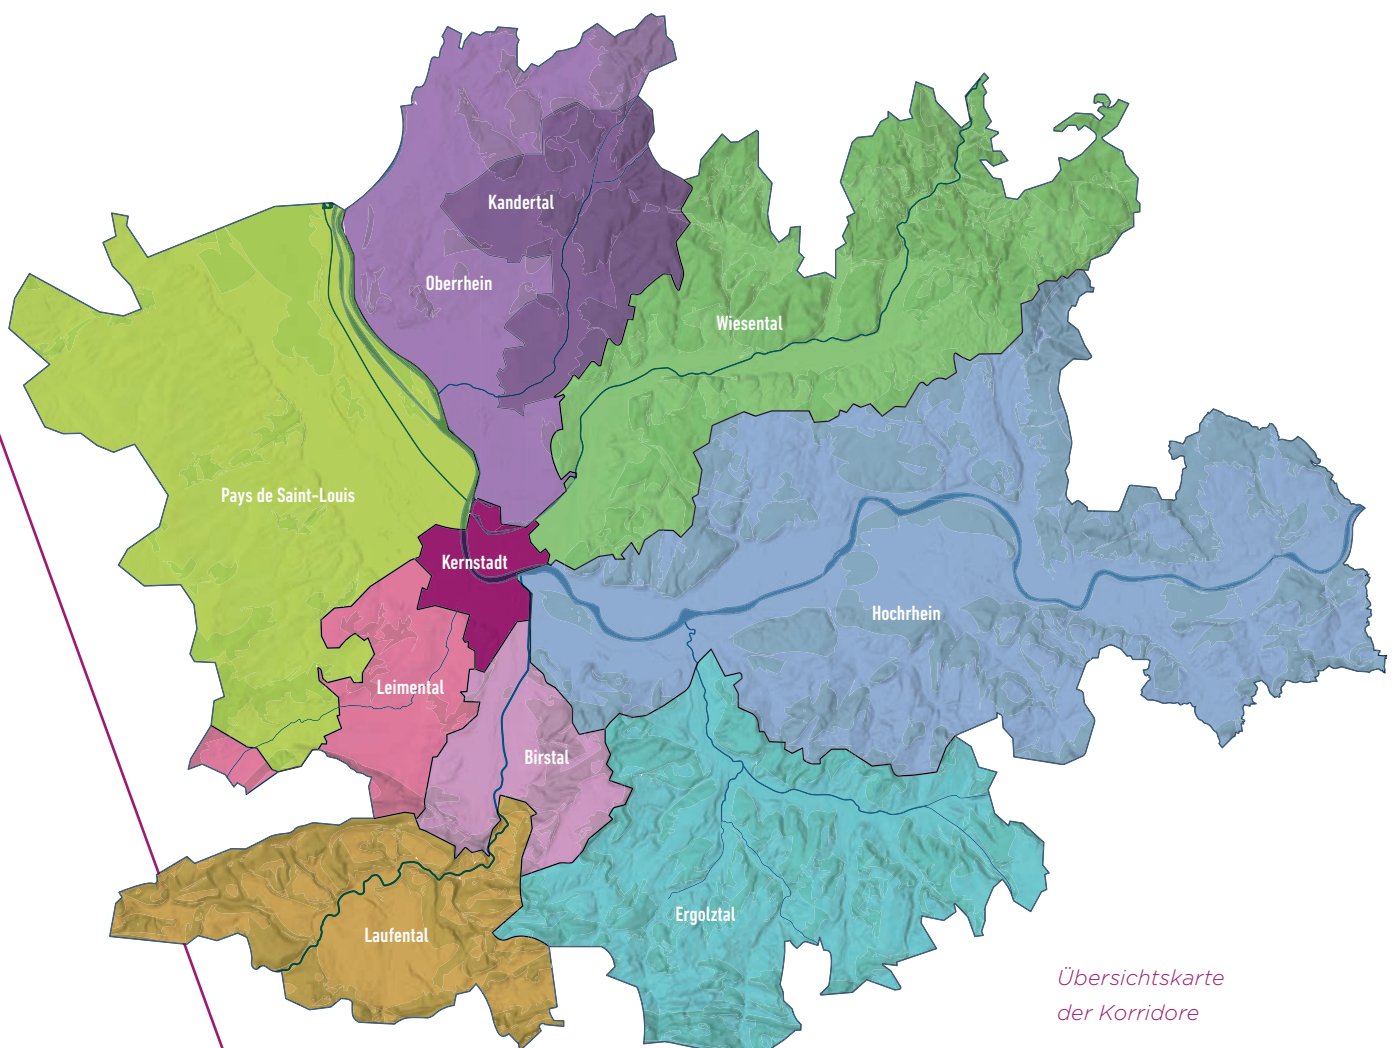 Kandertal
Oberrhein
Wiesental
Pays de Saint-Louis
Kernstadt
Hochrhein
Leimental
Birstal
Ergolztal
Laufental
Übersichtskarte
der Korridore